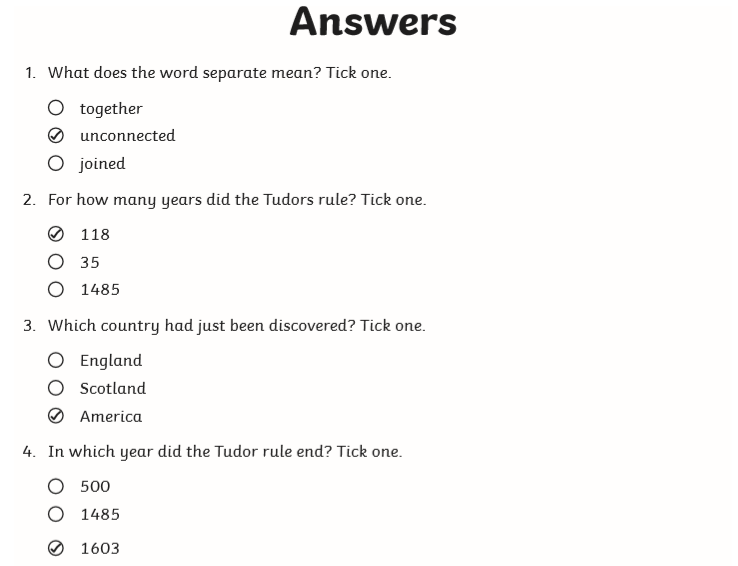 Answers
1. What does the word separate mean? Tick one.
together
unconnected
joined
2. For how many years did the Tudors rule? Tick one.
118
35
1485
3. Which country had just been discovered? Tick one.
England
Scotland
America
4. In which year did the Tudor rule end? Tick one.
500
1485
1603